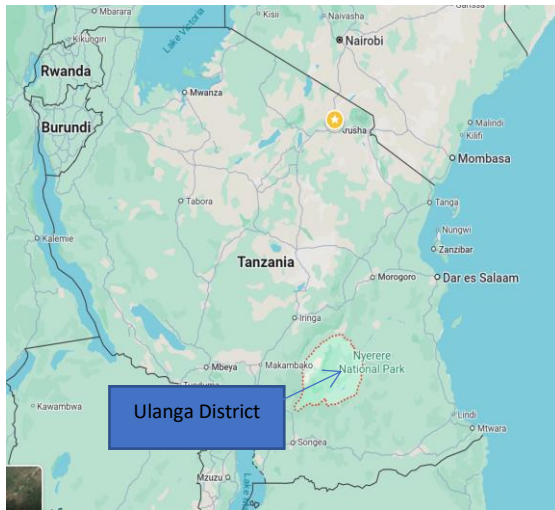 Mbarara
Kisii
Naivasha
Garissa
Kikungiri
Lake Victoria
Nairobi
Rwanda
Mwanza
Burundi
Arusha
Malindi
Kilifi
Mombasa
Tabora
Tanga
Kalemie
Nungwi
Zanzibar
Tanzania
Morogoro
Dar es Salaam
Iringa
Nyerere
National Park
Mbeya
Makambako
Tunduma
Ulanga District
Kawambwa
Lindi
Mtwara
Songea
Mzuzu